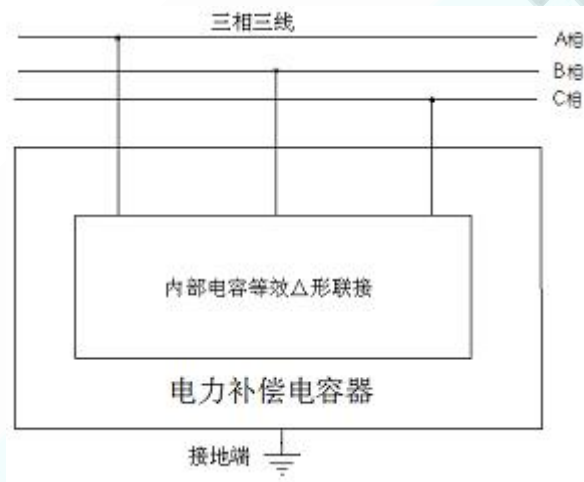 三相三线
A相
B相
C相
内部电容等效△形联接
电力补偿电容器
接地端